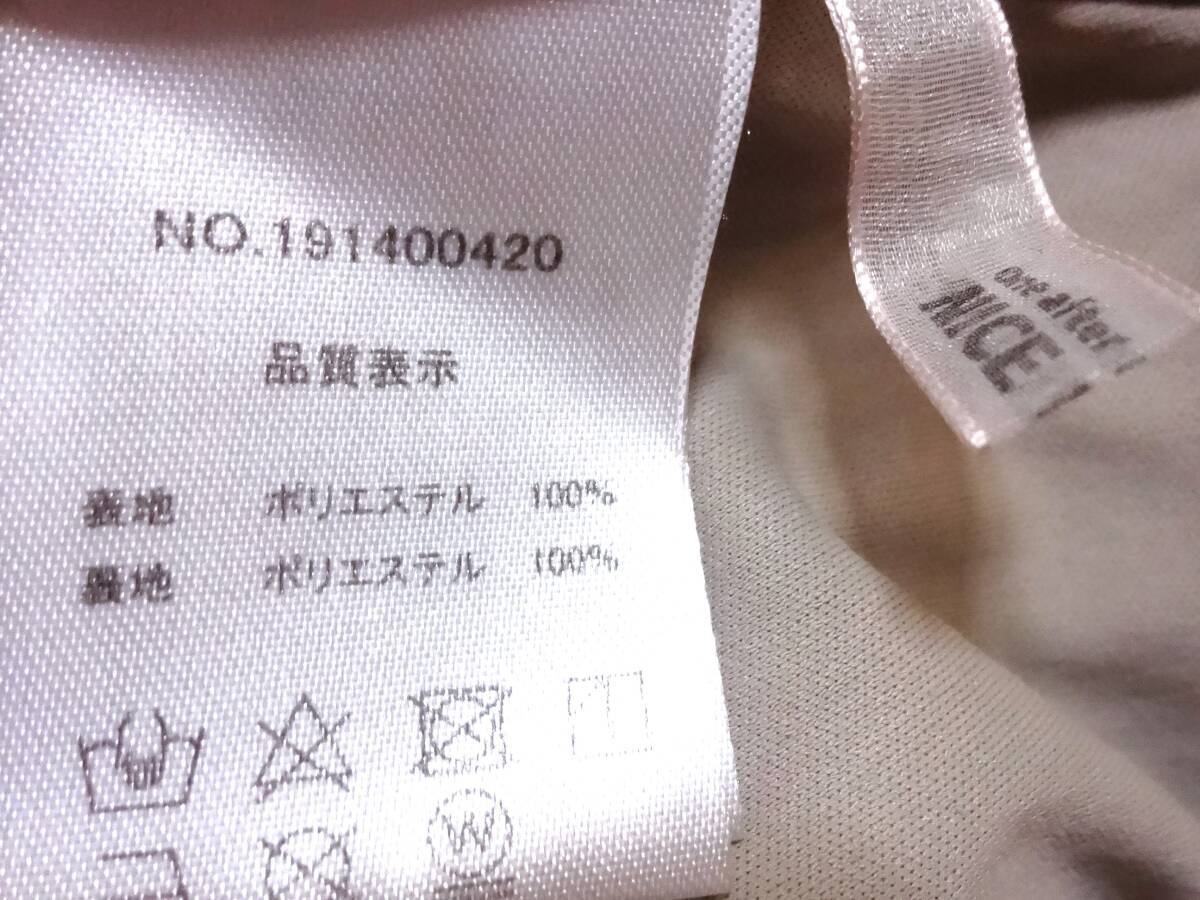 NO.191400420
品質表示
表地 ポリエステル 100%
裏地 ポリエステル 100%
W
one after
NICE